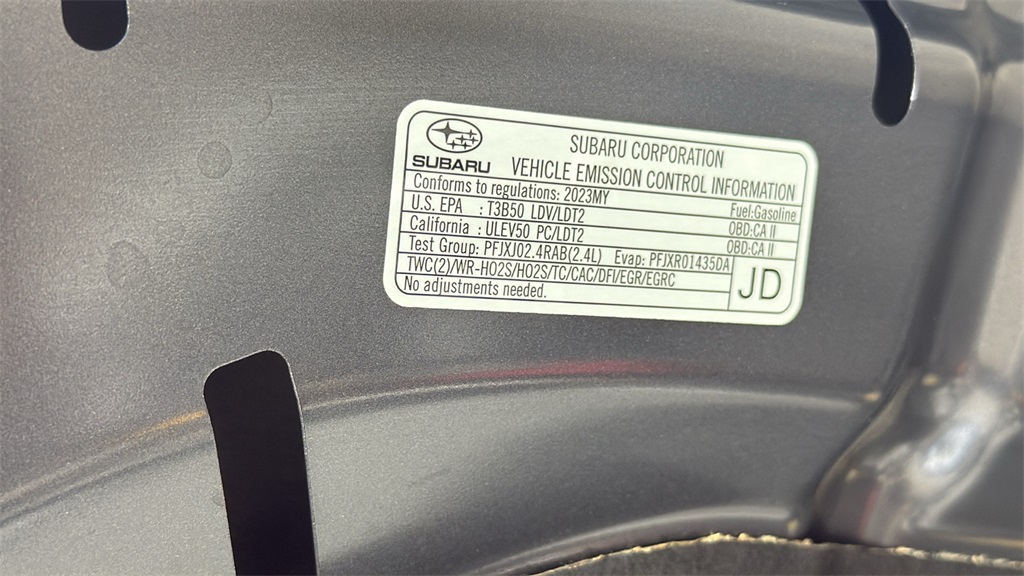 SUBARU
SUBARU CORPORATION
VEHICLE EMISSION CONTROL INFORMATION
Conforms to regulations: 2023MY Fuel:Gasoline
U.S. EPA : T3B50 LDV/LDT2 OBD:CA II
California : ULEV50 PC/LDT2 OBD:CA II
Test Group: PFJXJ02.4RAB(2.4L) Evap: PFJXR01435DA
TWC(2)/WR-HO2S/HO2S/TC/CAC/DFI/EGR/EGRC
No adjustments needed.
JD